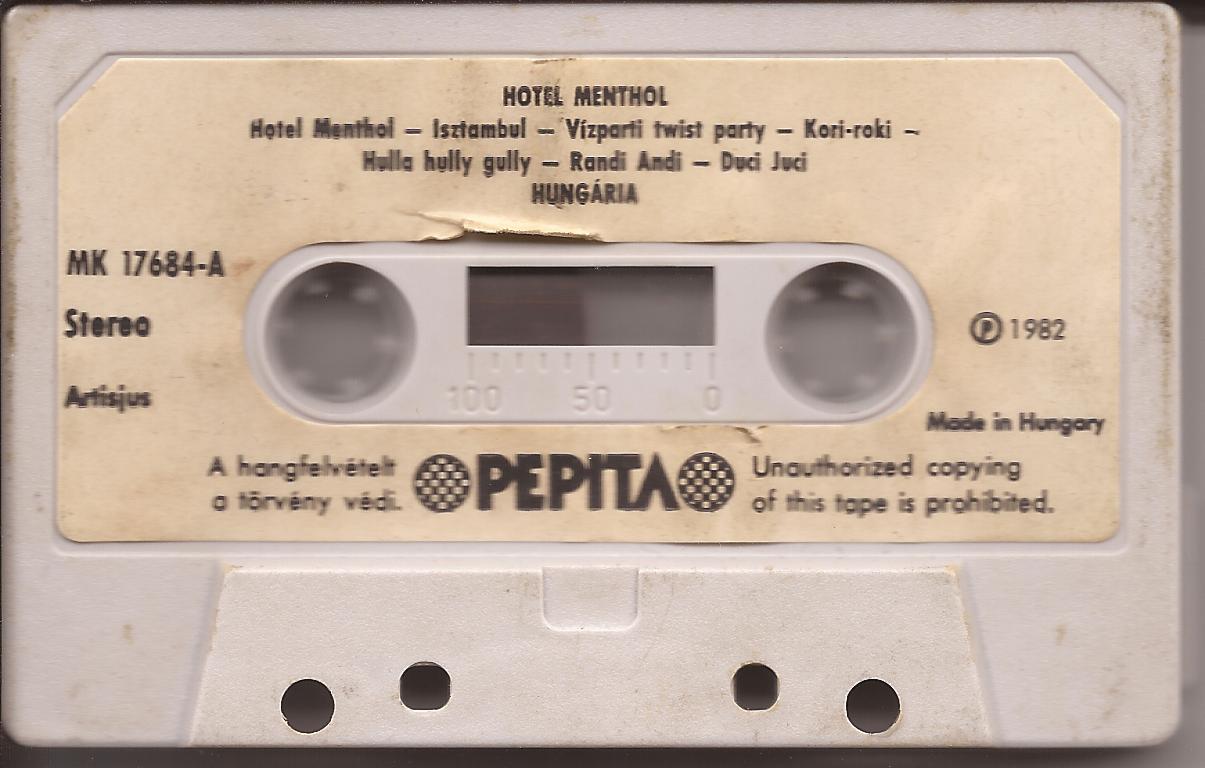 HOTEL MENTHOL
Hotel Menthol – Isztambul – Vízparti twist party – Kori-roki –
Hulla hully gully – Randi Andi – Duci Juci
HUNGÁRIA
MK 17684-A
Stereo
Artisjus
Ⓟ 1982
Made in Hungary
100 50 0
A hangfelvételt
a törvény védi.
PEPITA
Unauthorized copying
of this tape is prohibited.